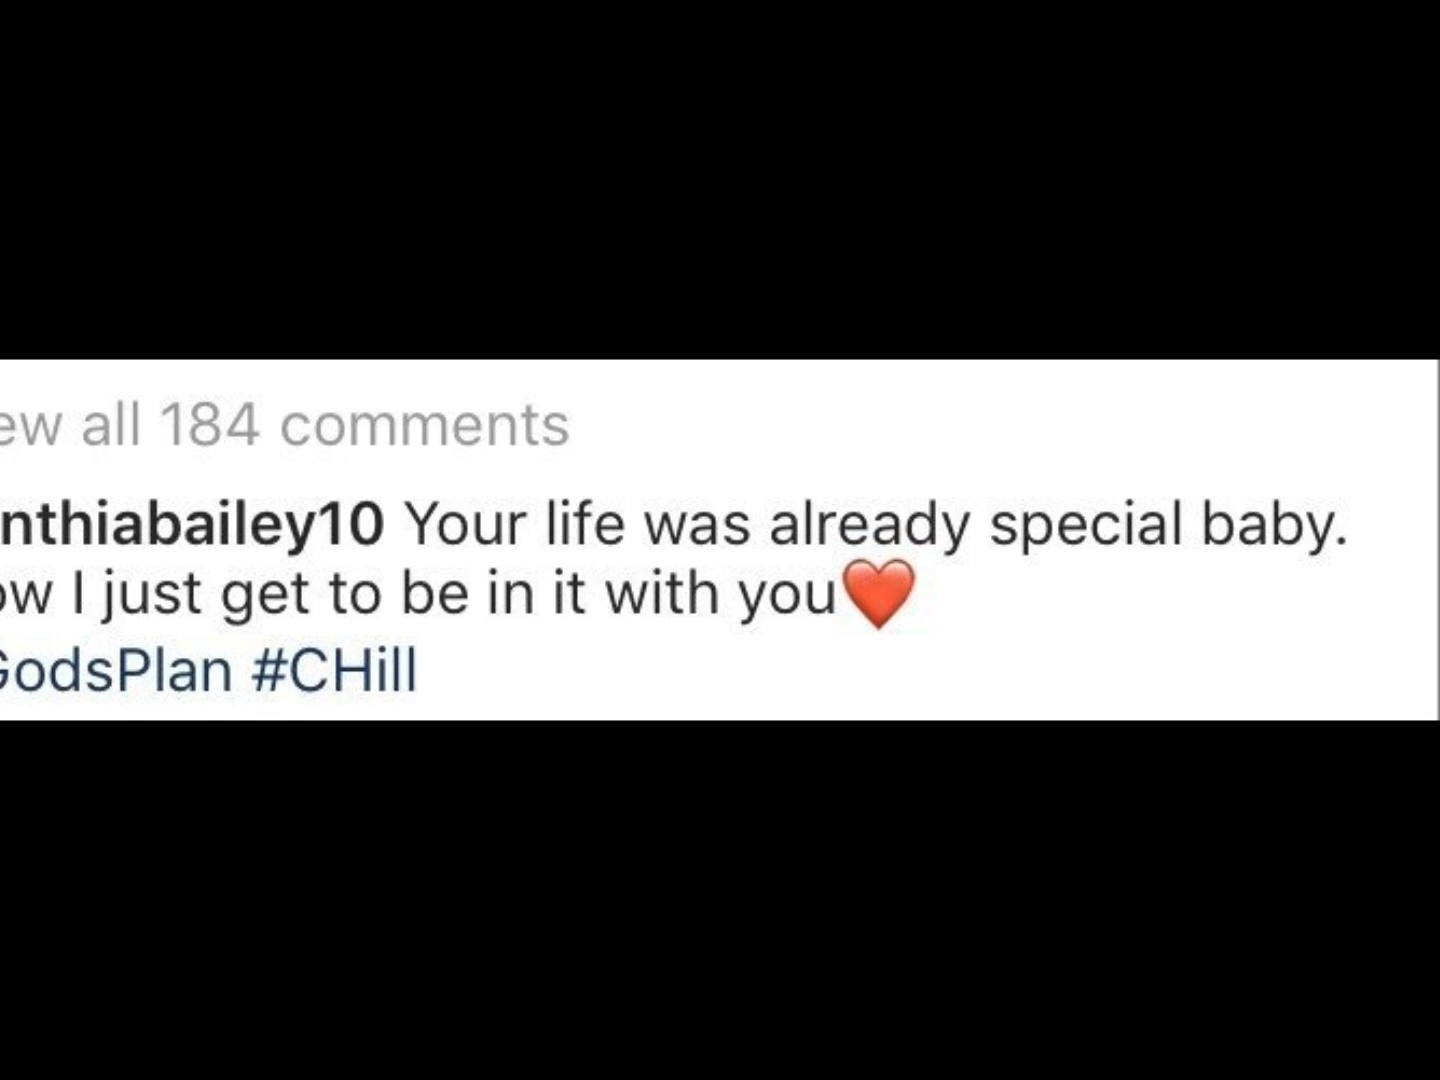 ew all 184 comments
nthiabailey10 Your life was already special baby.
ow I just get to be in it with you❤️
GodsPlan #CHill